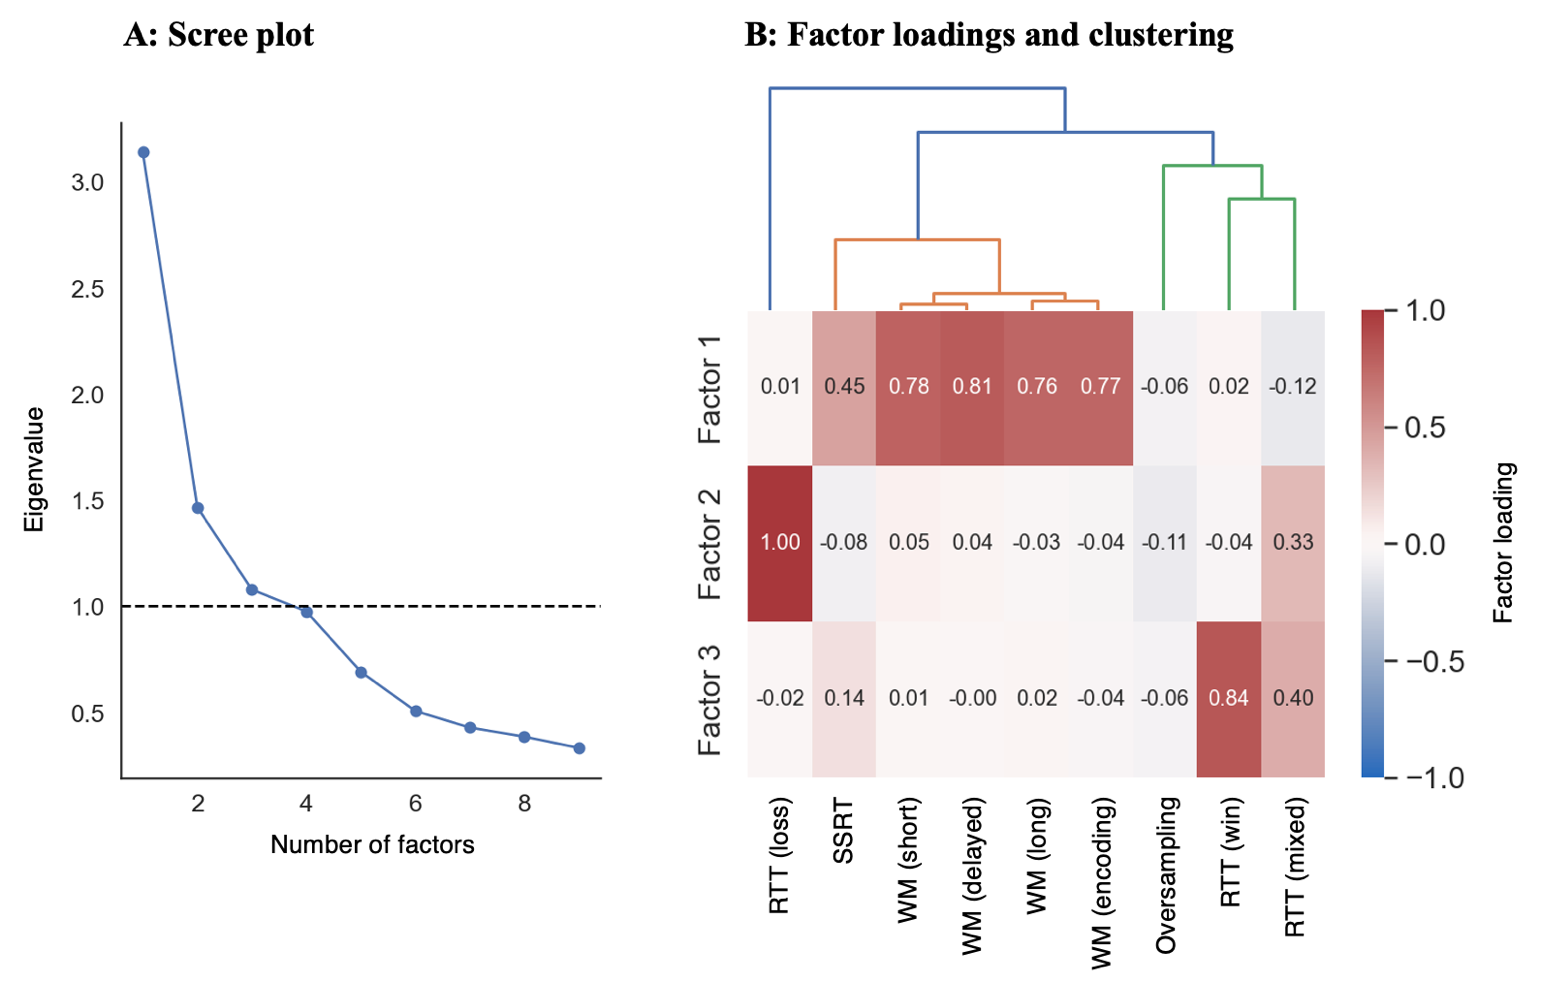 A: Scree plot
3.0
2.5
2.0
1.5
1.0
0.5
Eigenvalue
2 4 6 8
Number of factors
B: Factor loadings and clustering
Factor 1
0.01 0.45 0.78 0.81 0.76 0.77 -0.06 0.02 -0.12
Factor 2
1.00 -0.08 0.05 0.04 -0.03 -0.04 -0.11 -0.04 0.33
Factor 3
-0.02 0.14 0.01 -0.00 0.02 -0.04 -0.06 0.84 0.40
RTT (loss)
SSRT
WM (short)
WM (delayed)
WM (long)
WM (encoding)
Oversampling
RTT (win)
RTT (mixed)
1.0
0.5
0.0
−0.5
−1.0
Factor loading